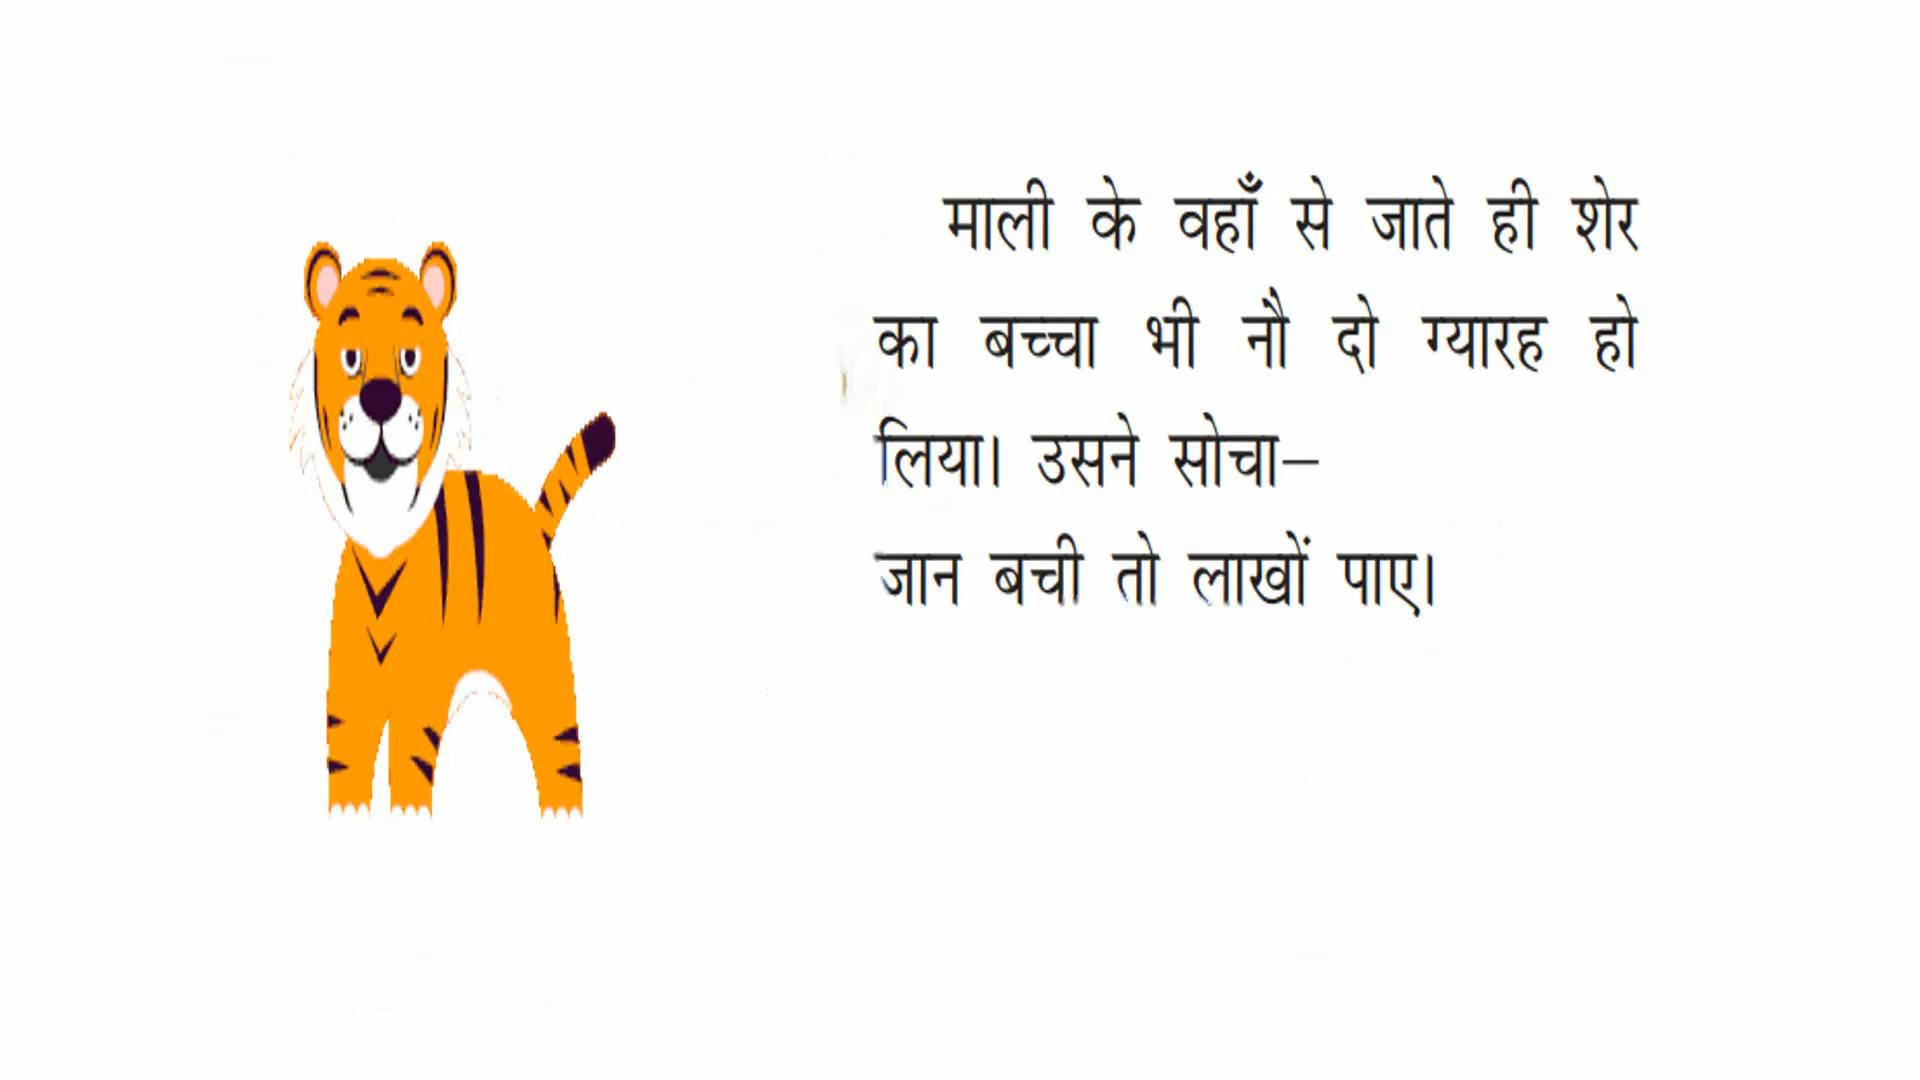 माली के वहाँ से जाते ही शेर
का बच्चा भी नौ दो ग्यारह हो
लिया। उसने सोचा–
जान बची तो लाखों पाए।